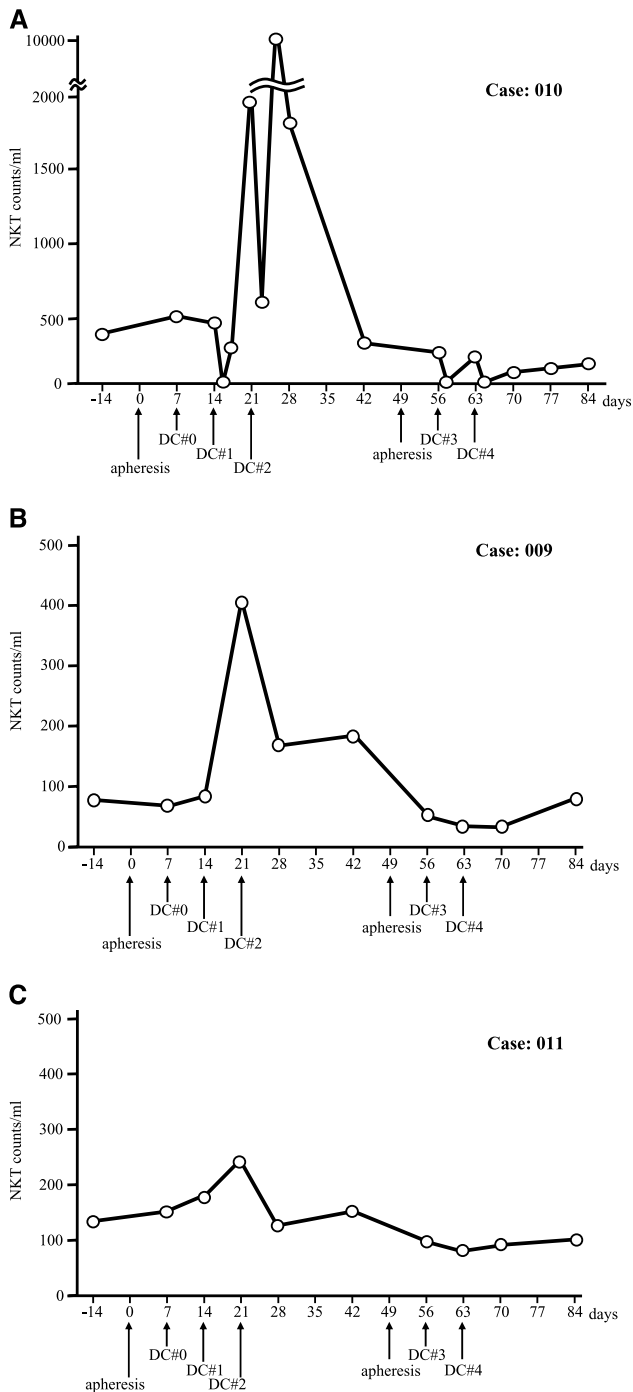 A
10000
2000
1500
1000
500
0
NKT counts/ml
Case: 010
-14 0 7 14 21 28 35 42 49 56 63 70 77 84 days
DC#0 DC#3
DC#1 apheresis DC#4
apheresis DC#2
B
500
400
300
200
100
0
NKT counts/ml
Case: 009
-14 0 7 14 21 28 35 42 49 56 63 70 77 84 days
DC#0 DC#3
DC#1 apheresis DC#4
apheresis DC#2
C
500
400
300
200
100
0
NKT counts/ml
Case: 011
-14 0 7 14 21 28 35 42 49 56 63 70 77 84 days
DC#0 DC#3
DC#1 apheresis DC#4
apheresis DC#2